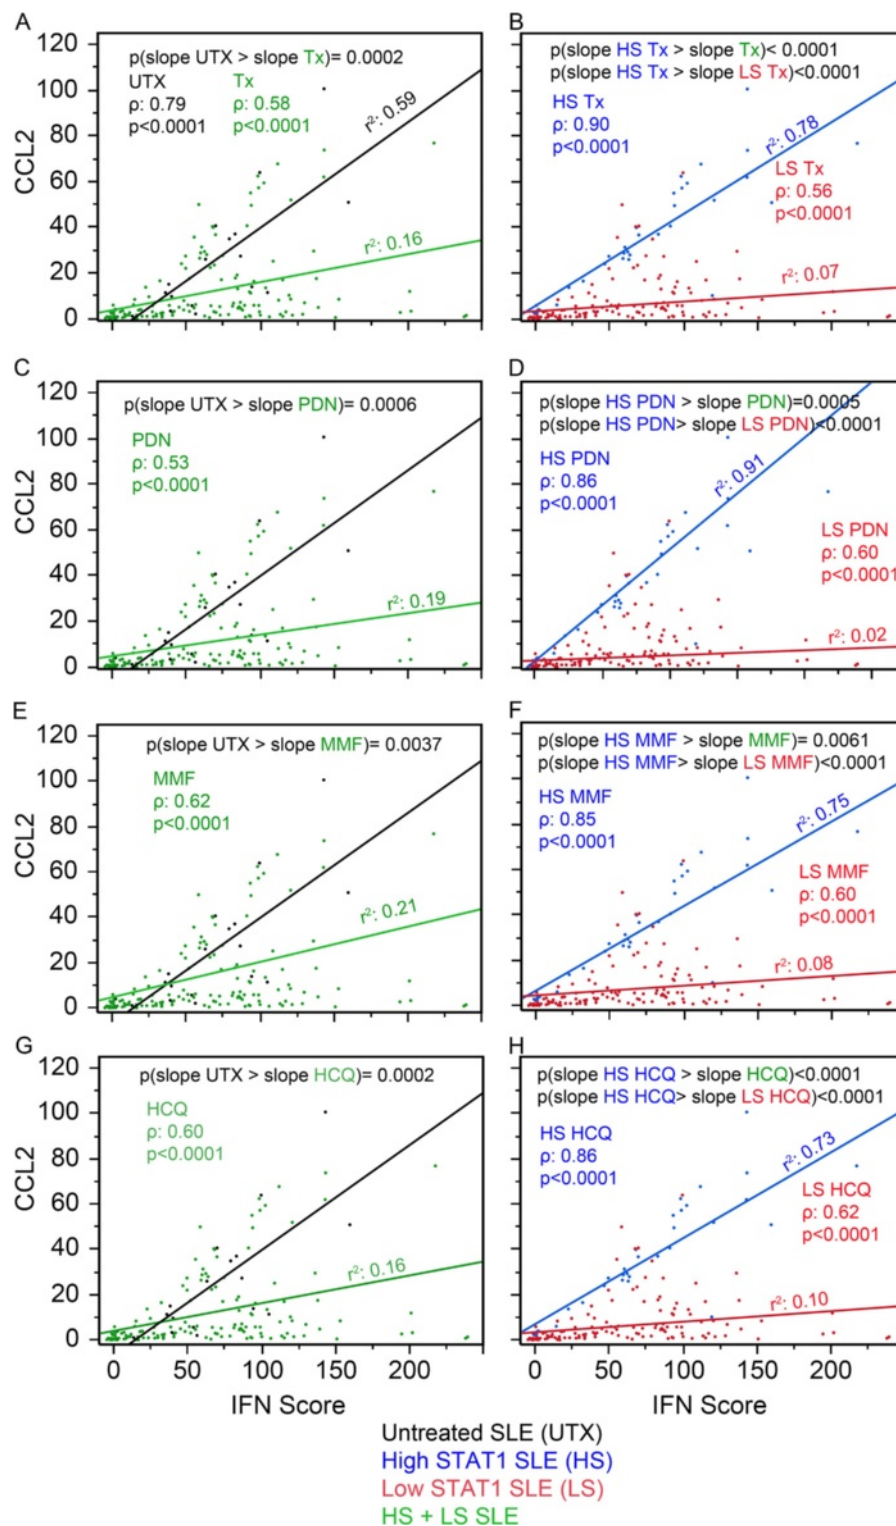 A
p(slope UTX > slope Tx)= 0.0002
UTX
ρ: 0.79
p<0.0001
Tx
ρ: 0.58
p<0.0001
r²: 0.59
r²: 0.16
CCL2
120
100
80
60
40
20
0
B
p(slope HS Tx > slope Tx)< 0.0001
p(slope HS Tx > slope LS Tx)<0.0001
HS Tx
ρ: 0.90
p<0.0001
r²: 0.78
LS Tx
ρ: 0.56
p<0.0001
r²: 0.07
C
p(slope UTX > slope PDN)= 0.0006
PDN
ρ: 0.53
p<0.0001
r²: 0.19
CCL2
120
100
80
60
40
20
0
D
p(slope HS PDN > slope PDN)=0.0005
p(slope HS PDN> slope LS PDN)<0.0001
HS PDN
ρ: 0.86
p<0.0001
r²: 0.91
LS PDN
ρ: 0.60
p<0.0001
r²: 0.02
E
p(slope UTX > slope MMF)= 0.0037
MMF
ρ: 0.62
p<0.0001
r²: 0.21
CCL2
120
100
80
60
40
20
0
F
p(slope HS MMF > slope MMF)= 0.0061
p(slope HS MMF> slope LS MMF)<0.0001
HS MMF
ρ: 0.85
p<0.0001
r²: 0.75
LS MMF
ρ: 0.60
p<0.0001
r²: 0.08
G
p(slope UTX > slope HCQ)= 0.0002
HCQ
ρ: 0.60
p<0.0001
r²: 0.16
CCL2
120
100
80
60
40
20
0
0 50 100 150 200
IFN Score
H
p(slope HS HCQ > slope HCQ)<0.0001
p(slope HS HCQ> slope LS HCQ)<0.0001
HS HCQ
ρ: 0.86
p<0.0001
r²: 0.73
LS HCQ
ρ: 0.62
p<0.0001
r²: 0.10
0 50 100 150 200
IFN Score
Untreated SLE (UTX)
High STAT1 SLE (HS)
Low STAT1 SLE (LS)
HS + LS SLE